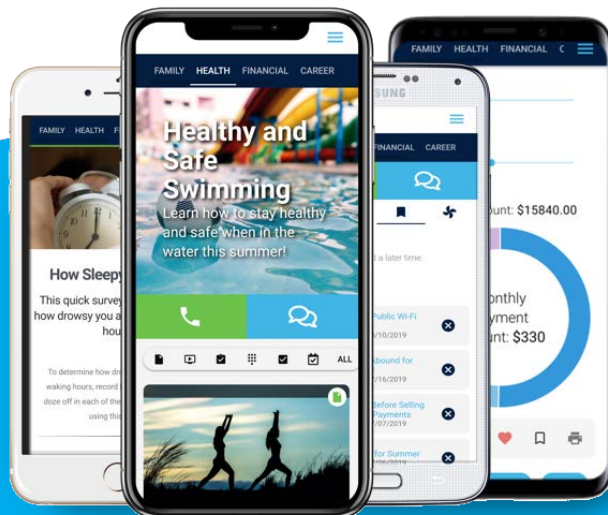 FAMILY HEALTH
How Sleepy
This quick survey
how drowsy you a
hou
To determine how dro
waking hours, record
doze off in each of the
using this
FAMILY HEALTH FINANCIAL CAREER
Healthy and
Safe
Swimming
Learn how to stay healthy
and safe when in the
water this summer!
ALL
SUNG
FINANCIAL CAREER
t a later time.
Public Wi-Fi
/10/2019
Abound for
/16/2019
Before Selling
Payments
/07/2019
for Summer
FAMILY HEALTH FINANCIAL C
ount: $15840.00
onthly
yment
unt: $330